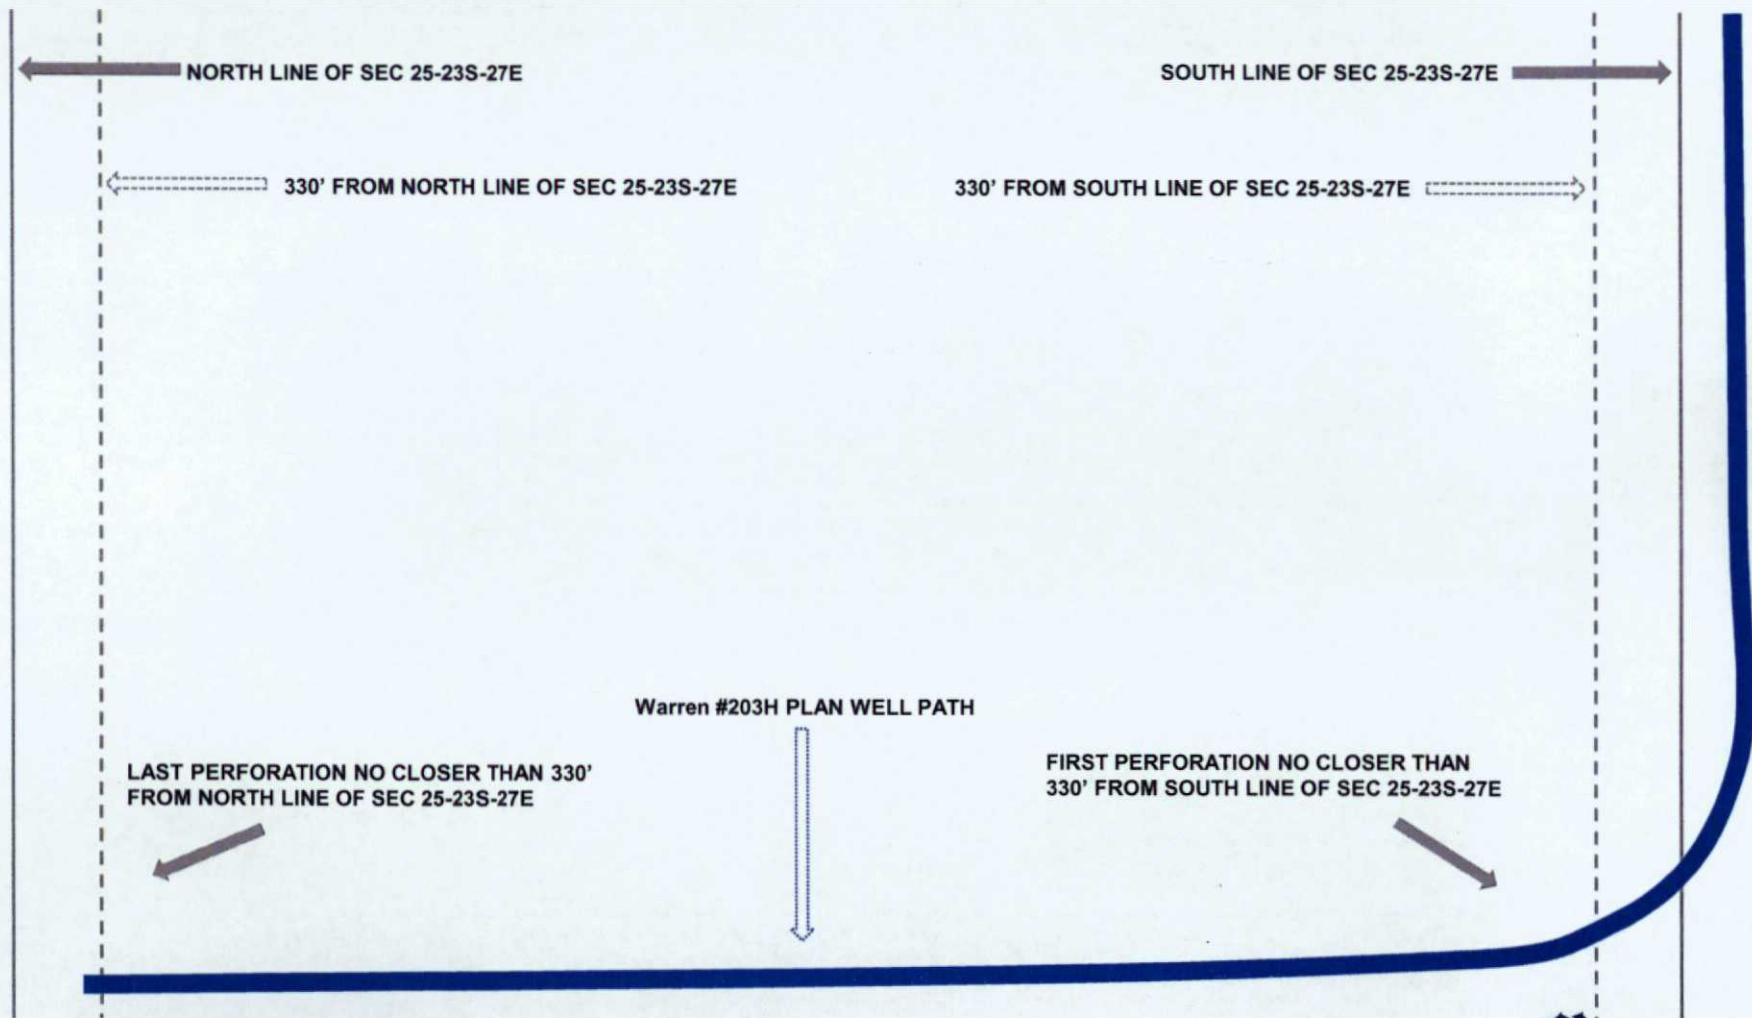 NORTH LINE OF SEC 25-23S-27E
SOUTH LINE OF SEC 25-23S-27E
330' FROM NORTH LINE OF SEC 25-23S-27E
330' FROM SOUTH LINE OF SEC 25-23S-27E
Warren #203H PLAN WELL PATH
LAST PERFORATION NO CLOSER THAN 330'
FROM NORTH LINE OF SEC 25-23S-27E
FIRST PERFORATION NO CLOSER THAN
330' FROM SOUTH LINE OF SEC 25-23S-27E